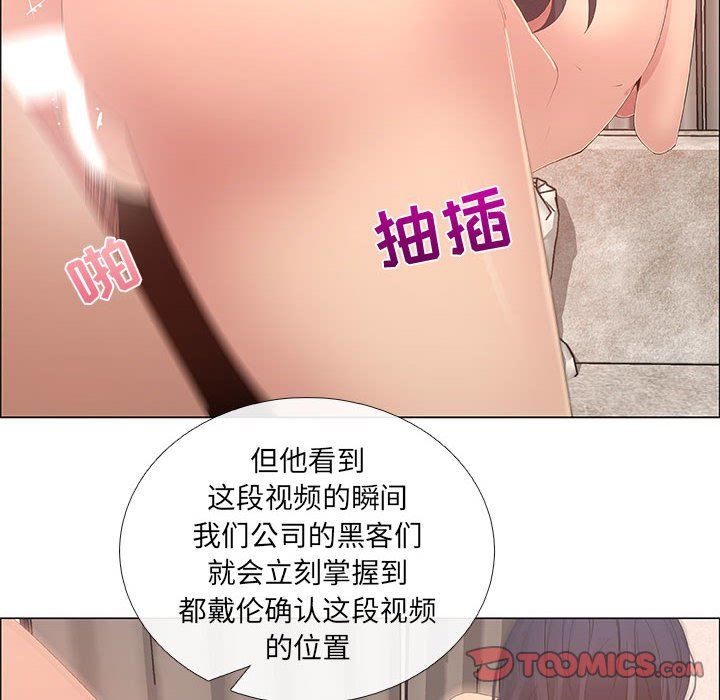 抽插
啪
但他看到
这段视频的瞬间
我们公司的黑客们
就会立刻掌握到
都戴伦确认这段视频
的位置
TOOMICS.COM